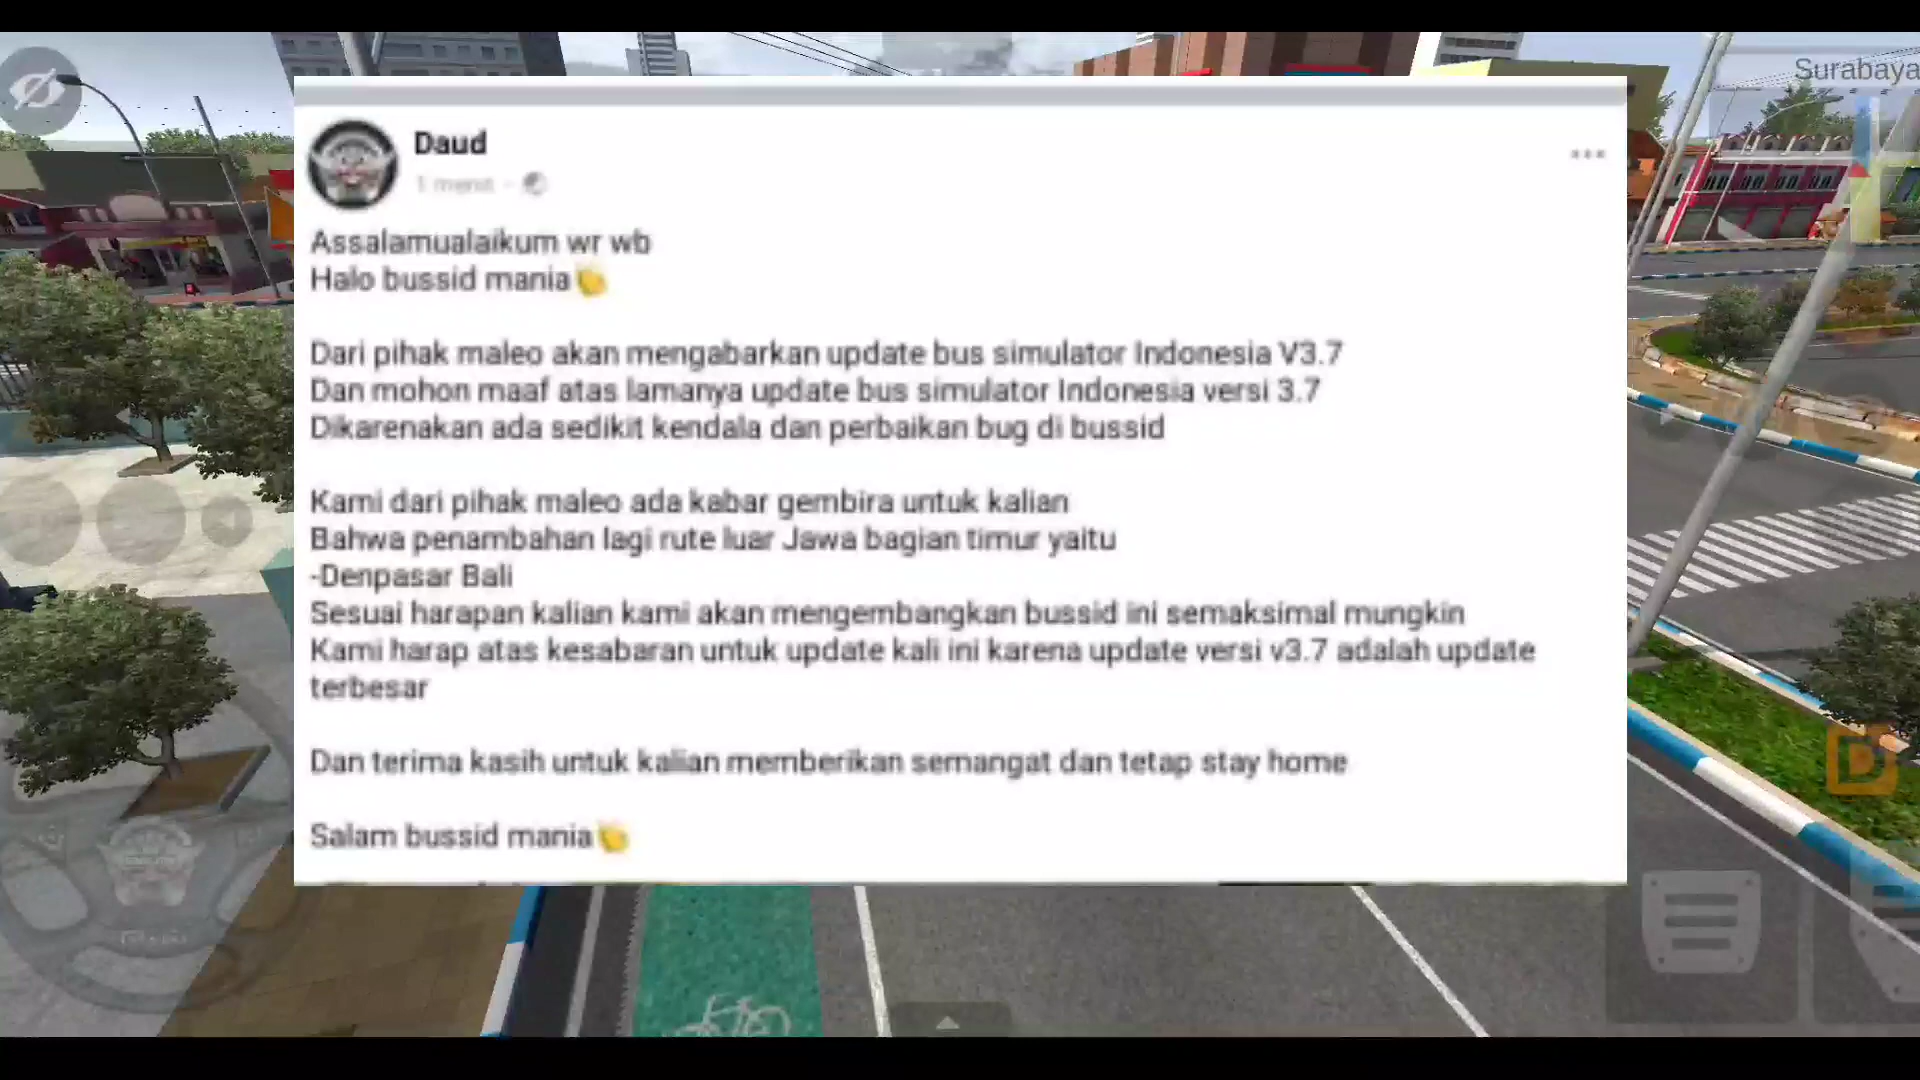 Surabaya
Daud
1 menit
Assalamualaikum wr wb
Halo bussid mania👏
Dari pihak maleo akan mengabarkan update bus simulator Indonesia V3.7
Dan mohon maaf atas lamanya update bus simulator Indonesia versi 3.7
Dikarenakan ada sedikit kendala dan perbaikan bug di bussid
Kami dari pihak maleo ada kabar gembira untuk kalian
Bahwa penambahan lagi rute luar Jawa bagian timur yaitu
-Denpasar Bali
Sesuai harapan kalian kami akan mengembangkan bussid ini semaksimal mungkin
Kami harap atas kesabaran untuk update kali ini karena update versi v3.7 adalah update
terbesar
Dan terima kasih untuk kalian memberikan semangat dan tetap stay home
Salam bussid mania👏
D